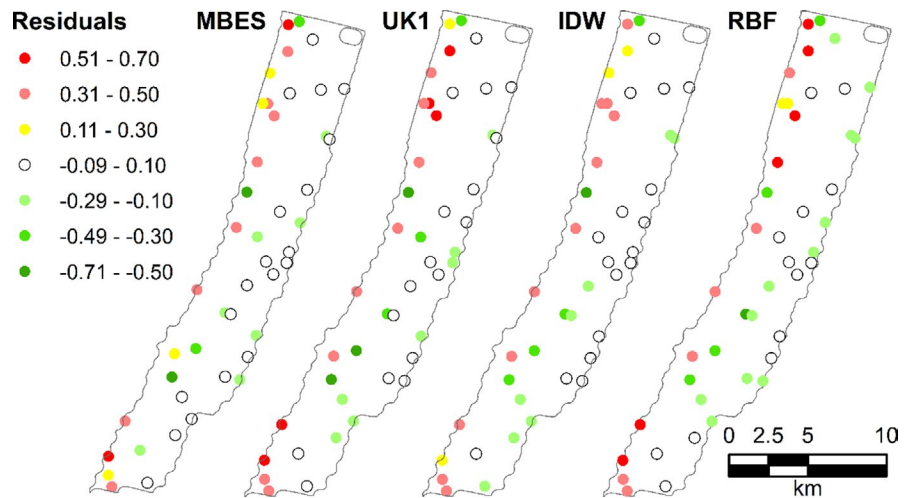 Residuals MBES UK1 IDW RBF
0.51 - 0.70
0.31 - 0.50
0.11 - 0.30
-0.09 - 0.10
-0.29 - -0.10
-0.49 - -0.30
-0.71 - -0.50
0 2.5 5 10
km